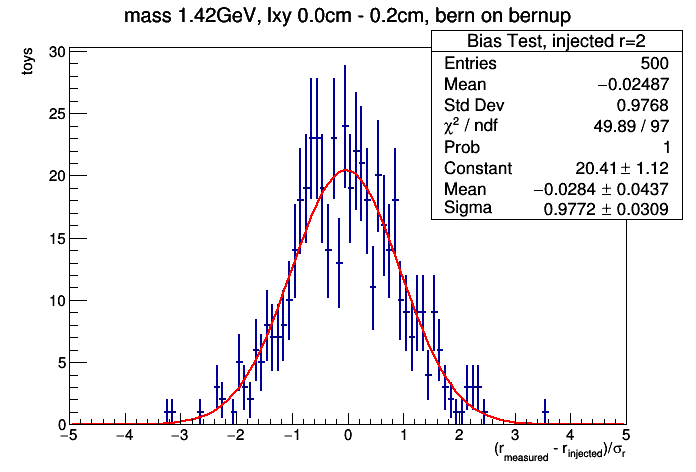 mass 1.42GeV, lxy 0.0cm - 0.2cm, bern on bernup
Bias Test, injected r=2
Entries 500
Mean −0.02487
Std Dev 0.9768
χ² / ndf 49.89 / 97
Prob 1
Constant 20.41 ± 1.12
Mean −0.0284 ± 0.0437
Sigma 0.9772 ± 0.0309
toys
30
25
20
15
10
5
0
−5 −4 −3 −2 −1 0 1 2 3 4 5
(r_measured - r_injected)/σ_r